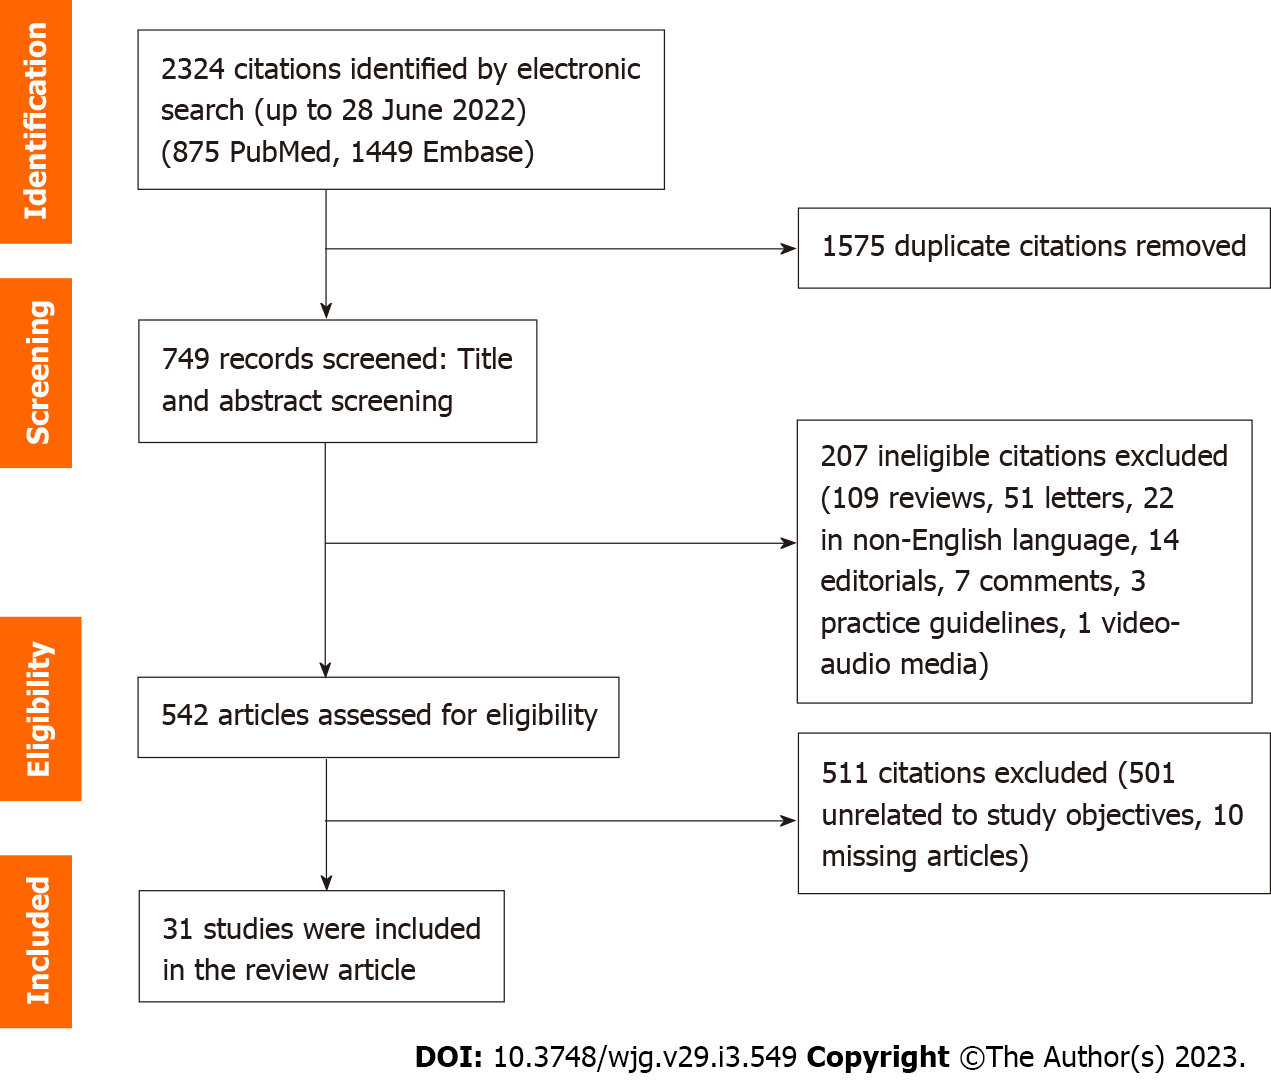 Identification
2324 citations identified by electronic
search (up to 28 June 2022)
(875 PubMed, 1449 Embase)
1575 duplicate citations removed
Screening
749 records screened: Title
and abstract screening
207 ineligible citations excluded
(109 reviews, 51 letters, 22
in non-English language, 14
editorials, 7 comments, 3
practice guidelines, 1 video-
audio media)
Eligibility
542 articles assessed for eligibility
511 citations excluded (501
unrelated to study objectives, 10
missing articles)
Included
31 studies were included
in the review article
DOI: 10.3748/wjg.v29.i3.549 Copyright ©The Author(s) 2023.